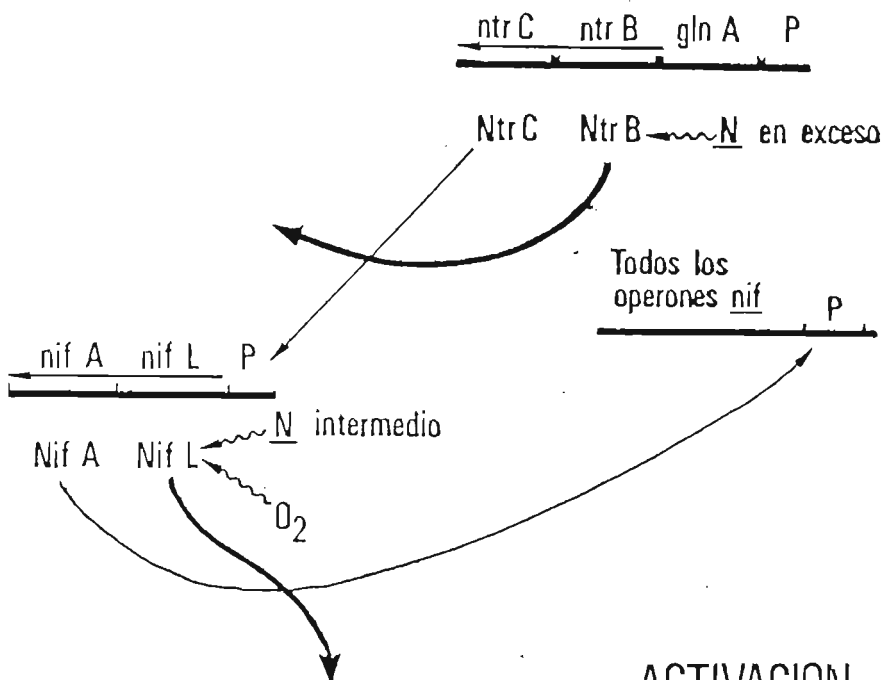 ntr C ntr B gln A P
Ntr C Ntr B N en exceso
Todos los
operones nif P
nif A nif L P
N intermedio
Nif A Nif L
O2
ACTIVACION